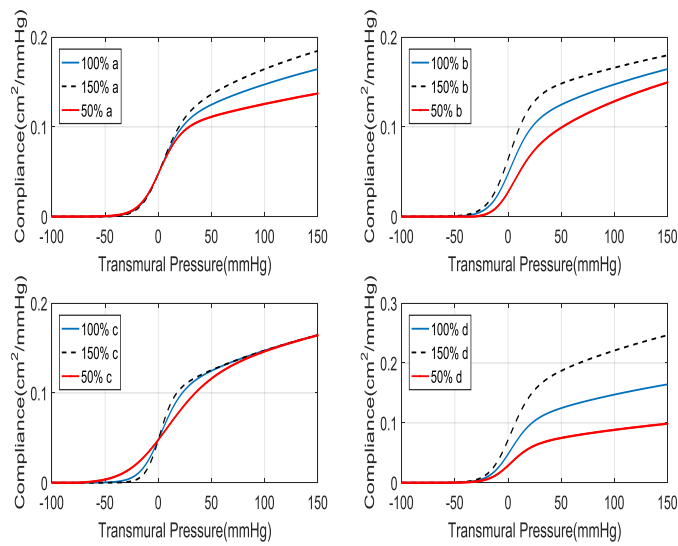 Compliance(cm²/mmHg)
0.2
0.1
0
100% a
150% a
50% a
-100 -50 0 50 100 150
Transmural Pressure(mmHg)
Compliance(cm²/mmHg)
0.2
0.1
0
100% b
150% b
50% b
-100 -50 0 50 100 150
Transmural Pressure(mmHg)
Compliance(cm²/mmHg)
0.2
0.1
0
100% c
150% c
50% c
-100 -50 0 50 100 150
Transmural Pressure(mmHg)
Compliance(cm²/mmHg)
0.3
0.2
0.1
0
100% d
150% d
50% d
-100 -50 0 50 100 150
Transmural Pressure(mmHg)